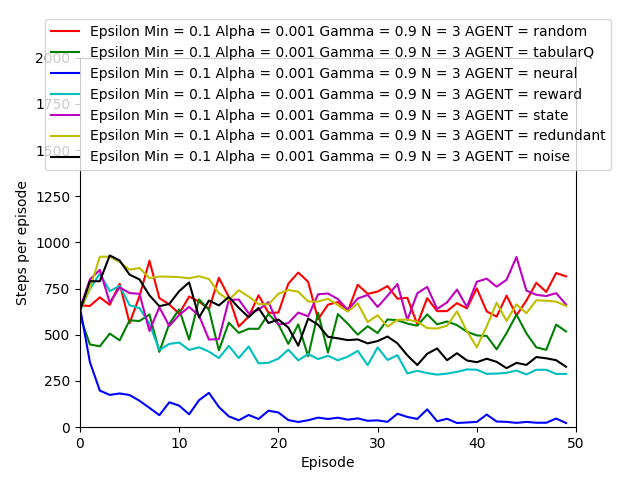 Epsilon Min = 0.1 Alpha = 0.001 Gamma = 0.9 N = 3 AGENT = random
Epsilon Min = 0.1 Alpha = 0.001 Gamma = 0.9 N = 3 AGENT = tabularQ
Epsilon Min = 0.1 Alpha = 0.001 Gamma = 0.9 N = 3 AGENT = neural
Epsilon Min = 0.1 Alpha = 0.001 Gamma = 0.9 N = 3 AGENT = reward
Epsilon Min = 0.1 Alpha = 0.001 Gamma = 0.9 N = 3 AGENT = state
Epsilon Min = 0.1 Alpha = 0.001 Gamma = 0.9 N = 3 AGENT = redundant
Epsilon Min = 0.1 Alpha = 0.001 Gamma = 0.9 N = 3 AGENT = noise
2000
1750
1500
1250
1000
750
500
250
0
Steps per episode
0 10 20 30 40 50
Episode